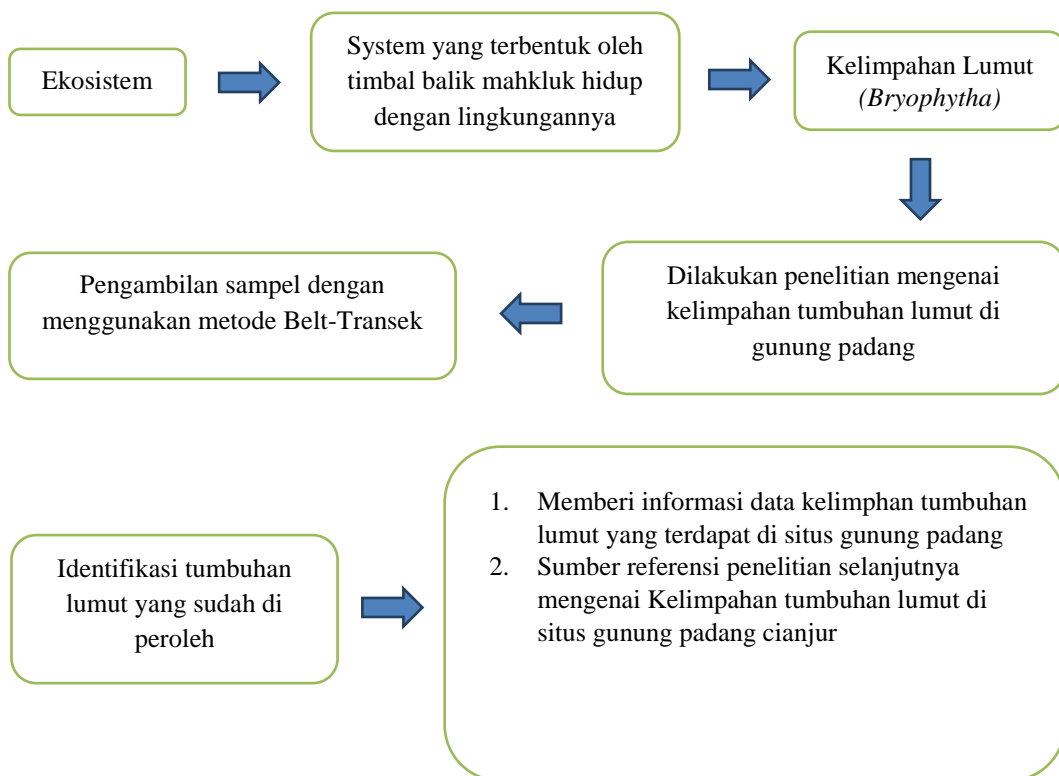 Ekosistem
System yang terbentuk oleh
timbal balik mahkluk hidup
dengan lingkungannya
Kelimpahan Lumut
(Bryophytha)
Dilakukan penelitian mengenai
kelimpahan tumbuhan lumut di
gunung padang
Pengambilan sampel dengan
menggunakan metode Belt-Transek
Identifikasi tumbuhan
lumut yang sudah di
peroleh
1. Memberi informasi data kelimphan tumbuhan
lumut yang terdapat di situs gunung padang
2. Sumber referensi penelitian selanjutnya
mengenai Kelimpahan tumbuhan lumut di
situs gunung padang cianjur